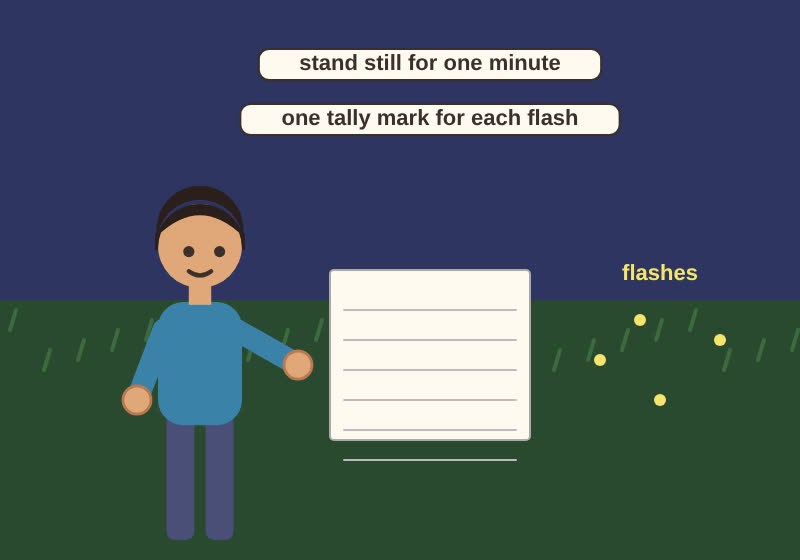 stand still for one minute
one tally mark for each flash
flashes